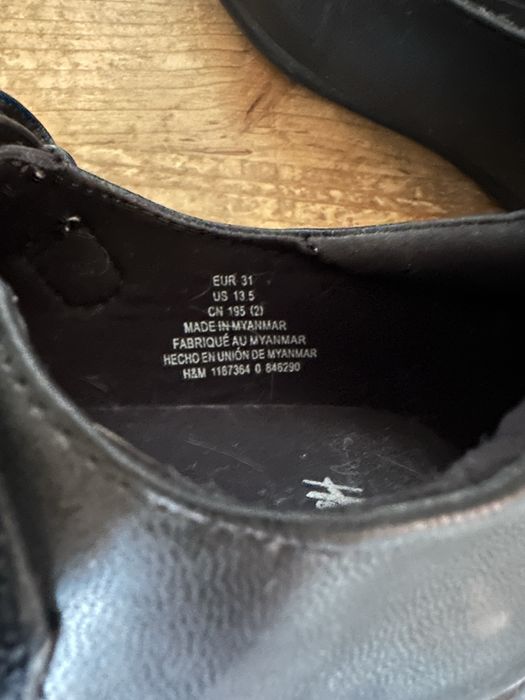 EUR 31
US 13.5
CN 195 (2)
MADE IN MYANMAR
FABRIQUÉ AU MYANMAR
HECHO EN UNIÓN DE MYANMAR
H&M 1187364 0 846290